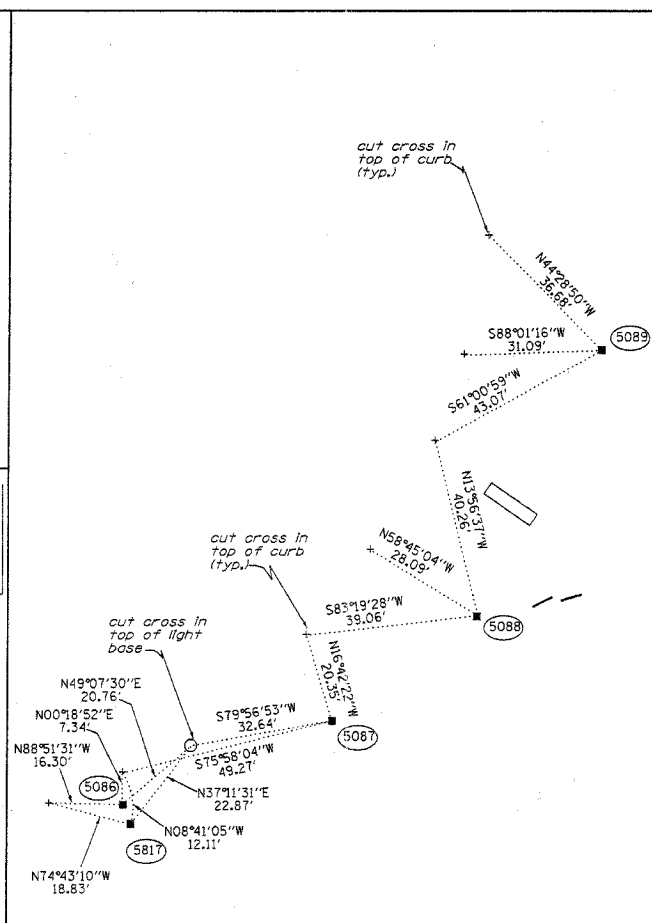 cut cross in
top of curb
(typ.)
N44°28'50"W
36.68'
5089
S88°01'16"W
31.09'
S61°00'59"W
43.07'
N13°56'37"W
40.26'
cut cross in
top of curb
(typ.)
N58°45'04"W
28.09'
S83°19'28"W
39.06'
5088
cut cross in
top of light
base
N16°42'22"W
20.35'
N49°07'30"E
20.76'
S79°56'53"W
32.64'
N00°18'52"E
7.34'
5087
S75°58'04"W
49.27'
N88°51'31"W
16.30'
5086
N37°11'31"E
22.87'
N08°41'05"W
12.11'
5817
N74°43'10"W
18.83'